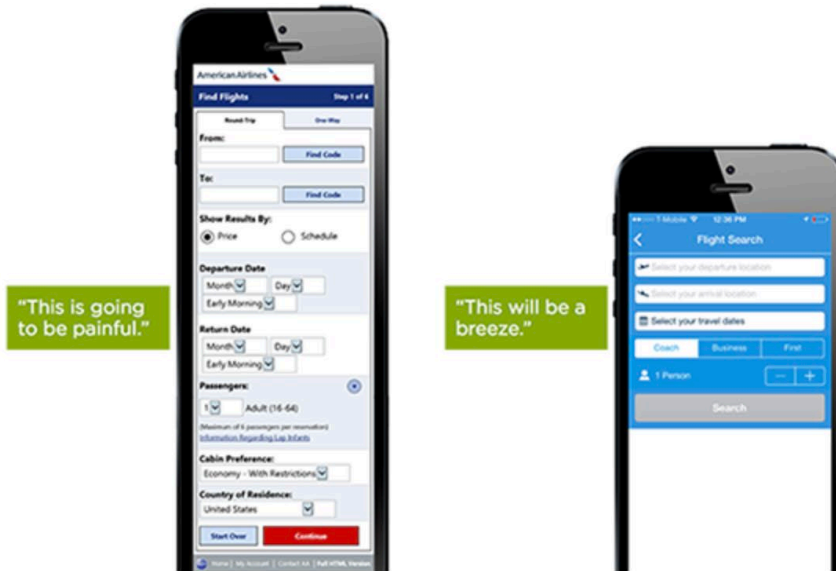 "This is going
to be painful."
AmericanAirlines
Find Flights Step 1 of 6
Round-Trip One-Way
From:
Find Code
To:
Find Code
Show Results By:
Price Schedule
Departure Date
Month Day
Early Morning
Return Date
Month Day
Early Morning
Passengers:
1 Adult (16-64)
(Maximum of 6 passengers per reservation)
Information Regarding Lap Infants
Cabin Preference:
Economy - With Restrictions
Country of Residence:
United States
Start Over Continue
Home | My Account | Contact AA | Full HTML Version
"This will be a
breeze."
T-Mobile 12:36 PM
Flight Search
Select your departure location
Select your arrival location
Select your travel dates
Coach Business First
1 Person
Search